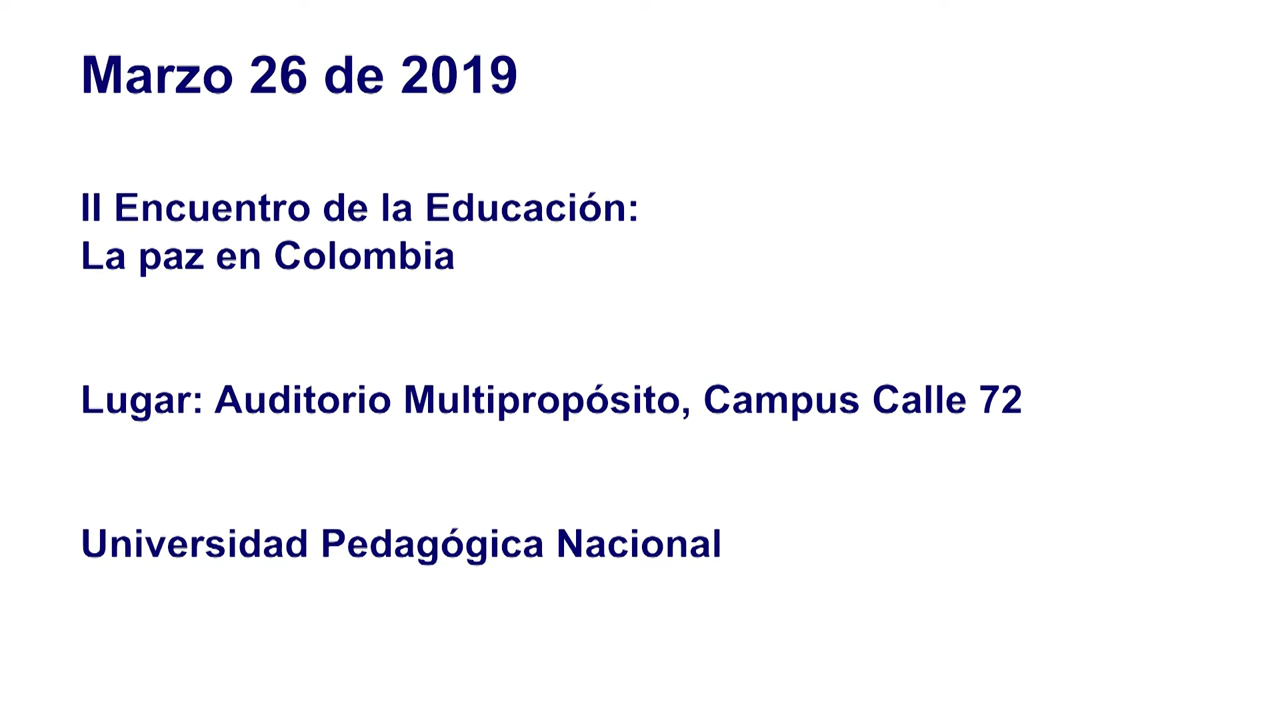 Marzo 26 de 2019
II Encuentro de la Educación:
La paz en Colombia
Lugar: Auditorio Multipropósito, Campus Calle 72
Universidad Pedagógica Nacional